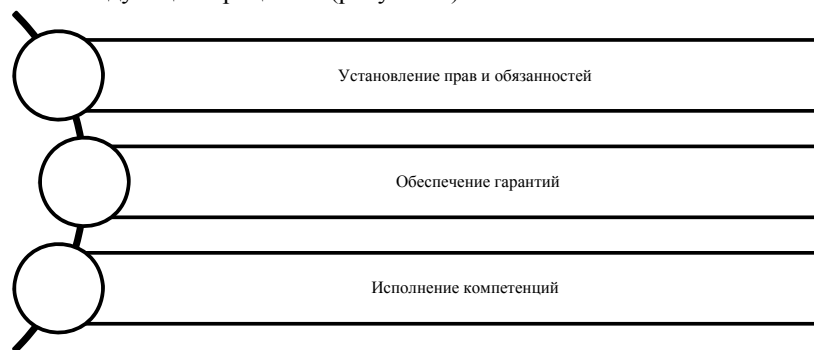 Установление прав и обязанностей
Обеспечение гарантий
Исполнение компетенций